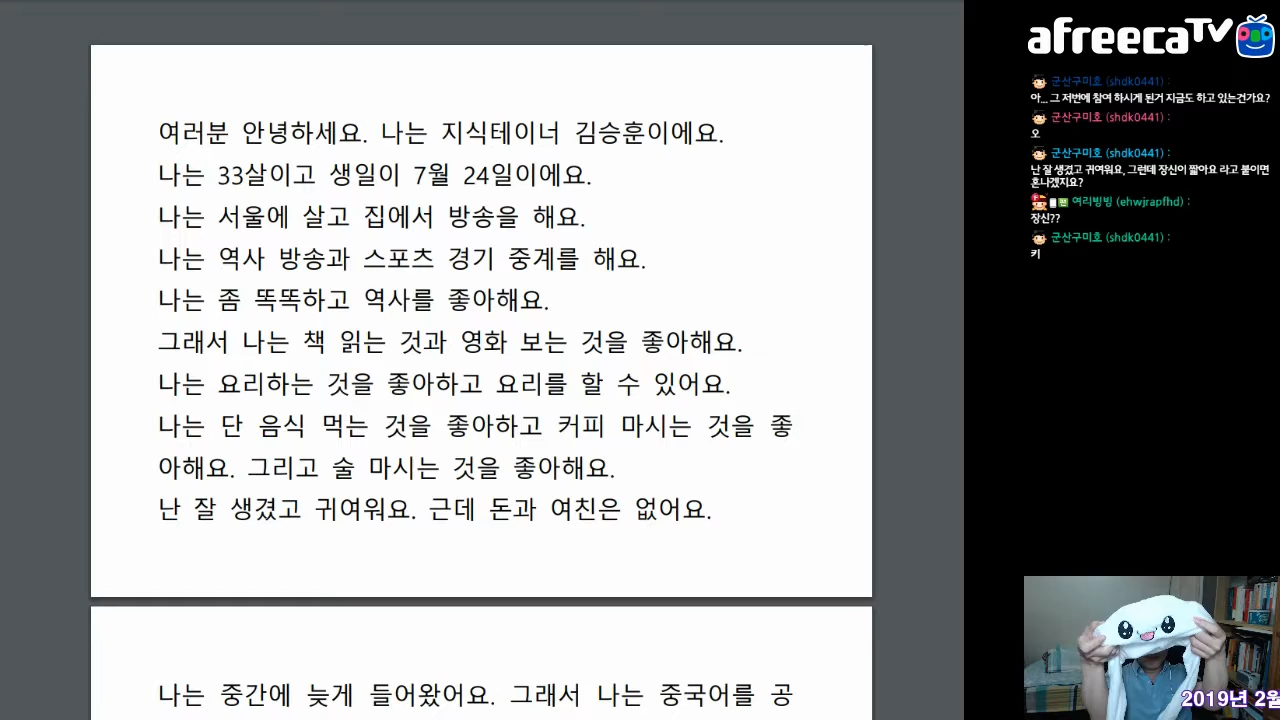 여러분 안녕하세요. 나는 지식테이너 김승훈이에요.
나는 33살이고 생일이 7월 24일이에요.
나는 서울에 살고 집에서 방송을 해요.
나는 역사 방송과 스포츠 경기 중계를 해요.
나는 좀 똑똑하고 역사를 좋아해요.
그래서 나는 책 읽는 것과 영화 보는 것을 좋아해요.
나는 요리하는 것을 좋아하고 요리를 할 수 있어요.
나는 단 음식 먹는 것을 좋아하고 커피 마시는 것을 좋
아해요. 그리고 술 마시는 것을 좋아해요.
난 잘 생겼고 귀여워요. 근데 돈과 여친은 없어요.
나는 중간에 늦게 들어왔어요. 그래서 나는 중국어를 공
afreecaTV
군산구미호 (shdk0441) :
아... 그 저번에 참여 하시게 된거 지금도 하고 있는건가요?
군산구미호 (shdk0441) :
오
군산구미호 (shdk0441) :
난 잘 생겼고 귀여워요, 그런데 장신이 짧아요 라고 붙이면
혼나겠지요?
여리빙빙 (ehwjrapfhd) :
장신??
군산구미호 (shdk0441) :
키
2019년 2월